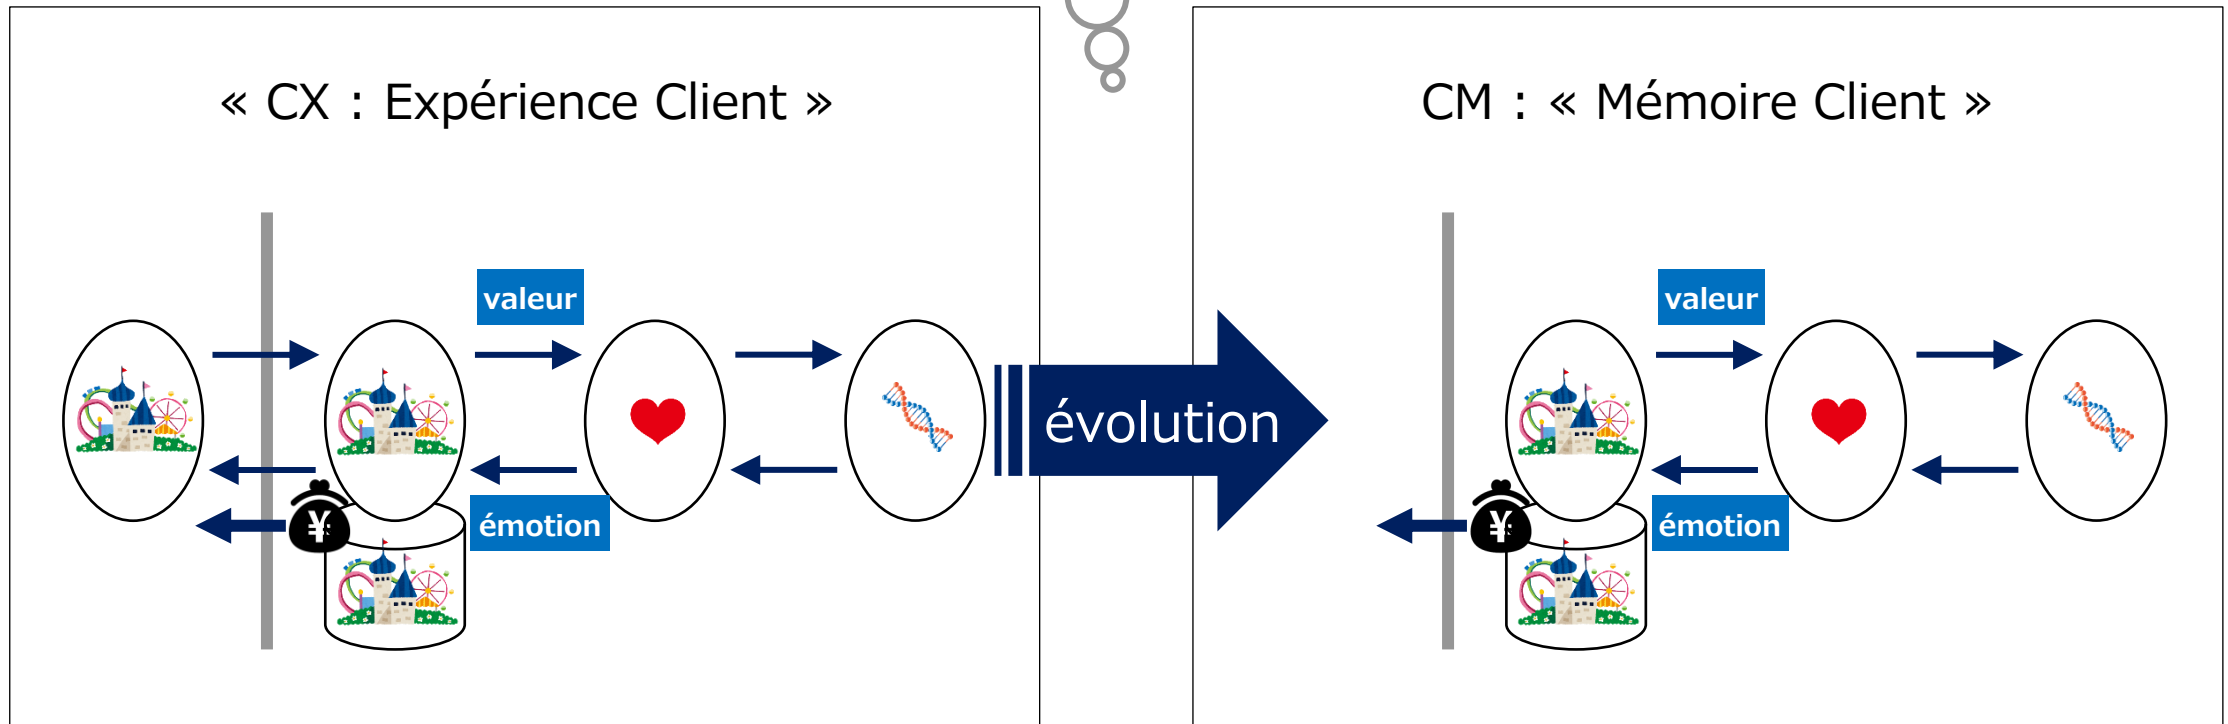 « CX : Expérience Client »
valeur
émotion
¥
évolution
CM : « Mémoire Client »
valeur
émotion
¥